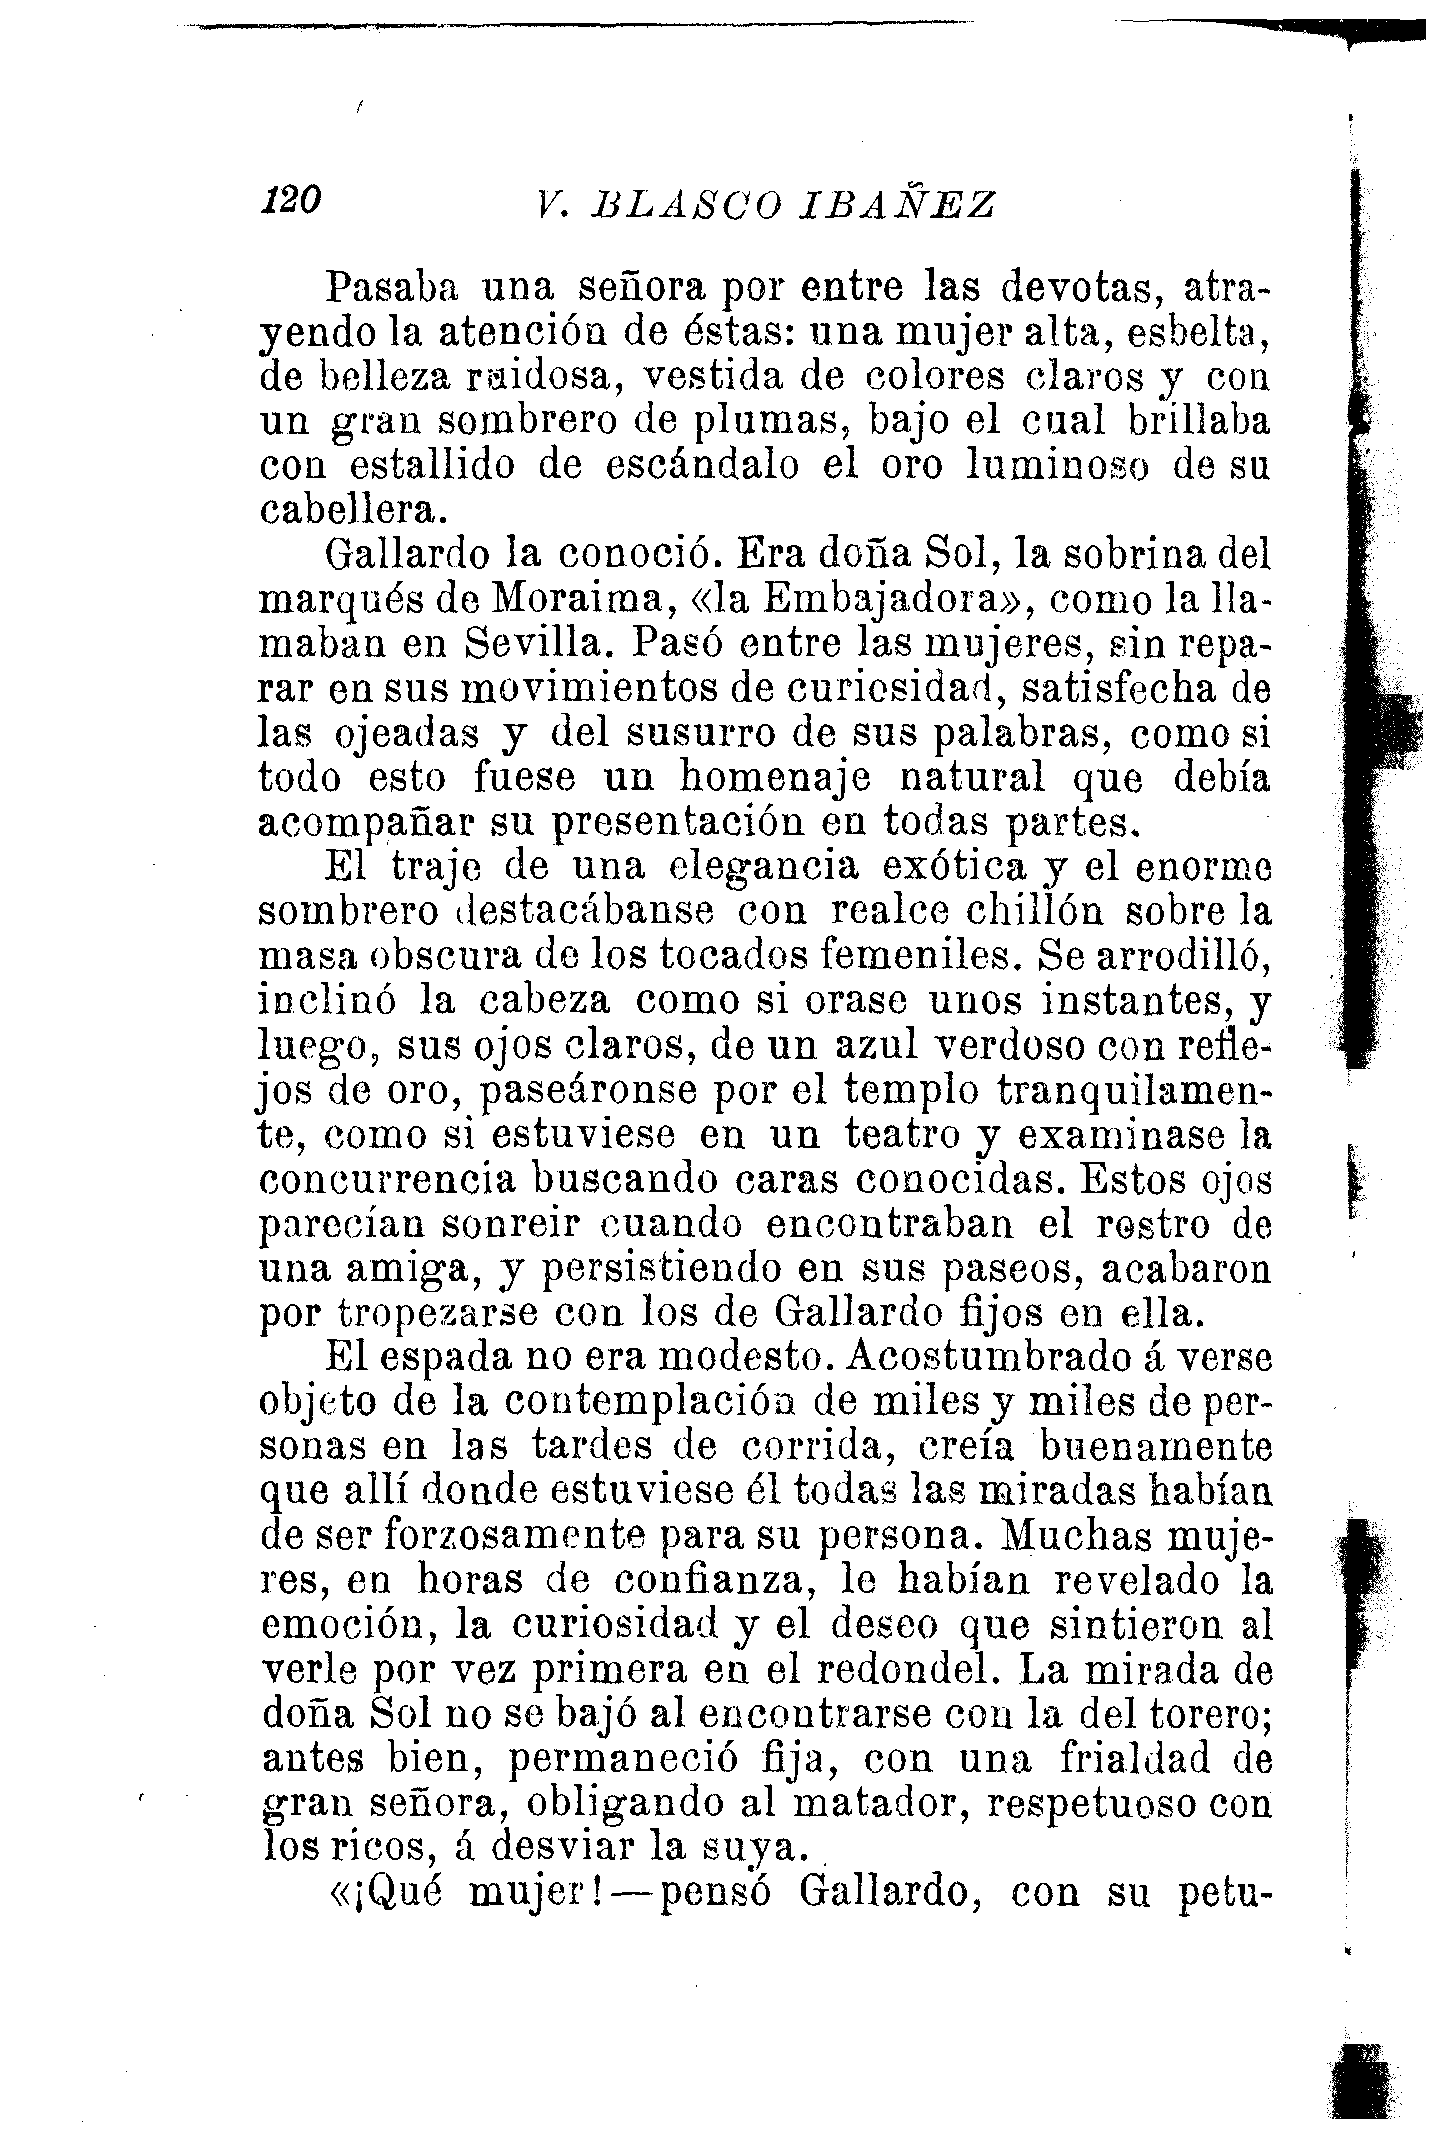 120 V. BLASCO IBAÑEZ
Pasaba una señora por entre las devotas, atra-
yendo la atención de éstas: una mujer alta, esbelta,
de belleza ruidosa, vestida de colores claros y con
un gran sombrero de plumas, bajo el cual brillaba
con estallido de escándalo el oro luminoso de su
cabellera.
Gallardo la conoció. Era doña Sol, la sobrina del
marqués de Moraima, «la Embajadora», como la lla-
maban en Sevilla. Pasó entre las mujeres, sin repa-
rar en sus movimientos de curiosidad, satisfecha de
las ojeadas y del susurro de sus palabras, como si
todo esto fuese un homenaje natural que debía
acompañar su presentación en todas partes.
El traje de una elegancia exótica y el enorme
sombrero destacábanse con realce chillón sobre la
masa obscura de los tocados femeniles. Se arrodilló,
inclinó la cabeza como si orase unos instantes, y
luego, sus ojos claros, de un azul verdoso con refle-
jos de oro, paseáronse por el templo tranquilamen-
te, como si estuviese en un teatro y examinase la
concurrencia buscando caras conocidas. Estos ojos
parecían sonreir cuando encontraban el rostro de
una amiga, y persistiendo en sus paseos, acabaron
por tropezarse con los de Gallardo fijos en ella.
El espada no era modesto. Acostumbrado á verse
objeto de la contemplación de miles y miles de per-
sonas en las tardes de corrida, creía buenamente
que allí donde estuviese él todas las miradas habían
de ser forzosamente para su persona. Muchas muje-
res, en horas de confianza, le habían revelado la
emoción, la curiosidad y el deseo que sintieron al
verle por vez primera en el redondel. La mirada de
doña Sol no se bajó al encontrarse con la del torero;
antes bien, permaneció fija, con una frialdad de
gran señora, obligando al matador, respetuoso con
los ricos, á desviar la suya.
«¡Qué mujer!—pensó Gallardo, con su petu-